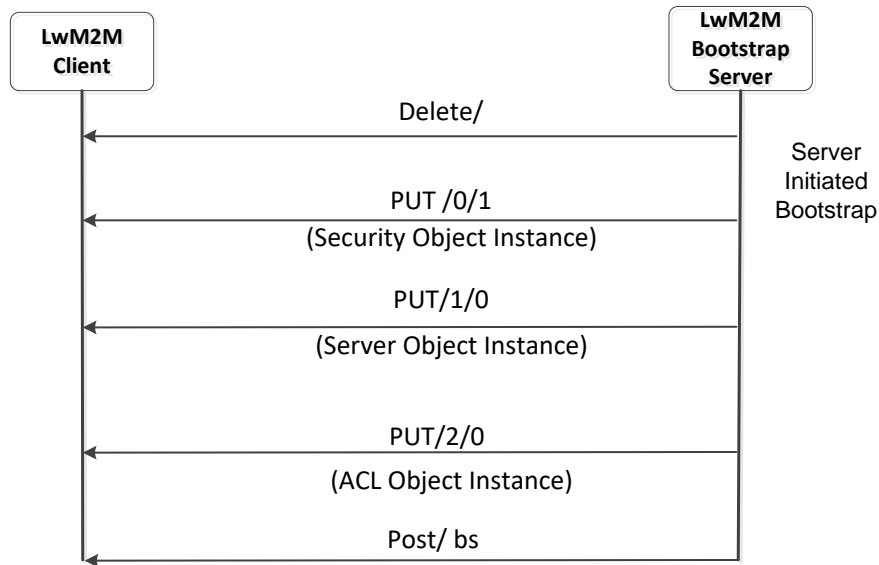 LwM2M
Client
LwM2M
Bootstrap
Server
Delete/
Server
Initiated
Bootstrap
PUT /0/1
(Security Object Instance)
PUT/1/0
(Server Object Instance)
PUT/2/0
(ACL Object Instance)
Post/ bs